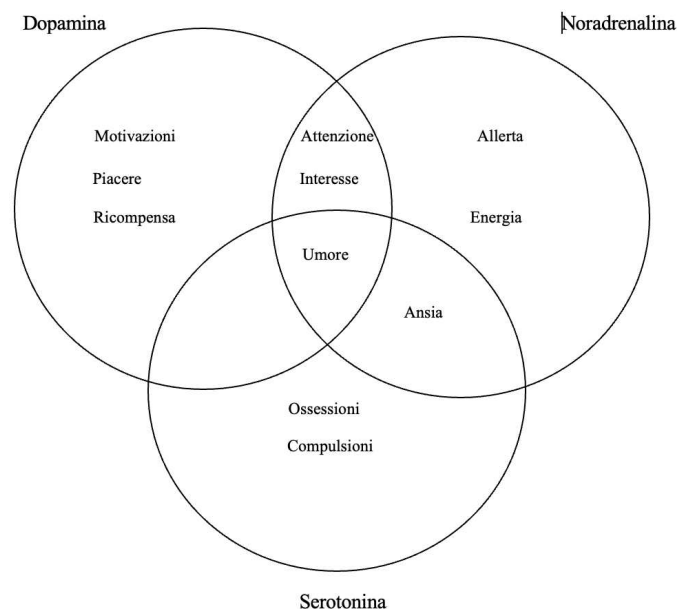 Dopamina
Noradrenalina
Motivazioni
Attenzione
Allerta
Piacere
Interesse
Ricompensa
Energia
Umore
Ansia
Ossessioni
Compulsioni
Serotonina